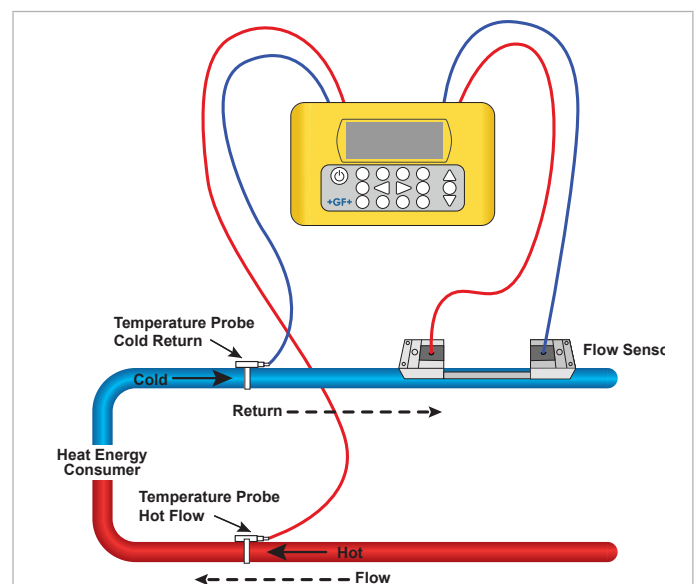 +GF+
Temperature Probe
Cold Return
Flow Senso
Cold
Return
Heat Energy
Consumer
Temperature Probe
Hot Flow
Hot
Flow